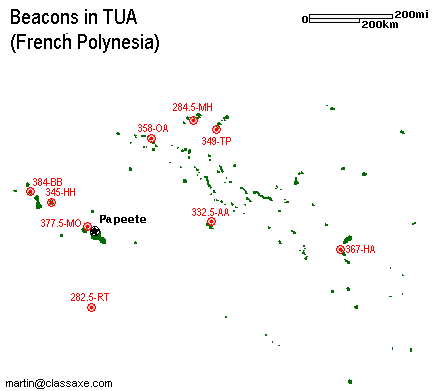 Beacons in TUA
(French Polynesia)
0 200mi
200km
284.5-MH
358-OA
349-TP
384-BB
345-HH
377.5-MO
Papeete
332.5-AA
367-HA
282.5-RT
martin@classaxe.com